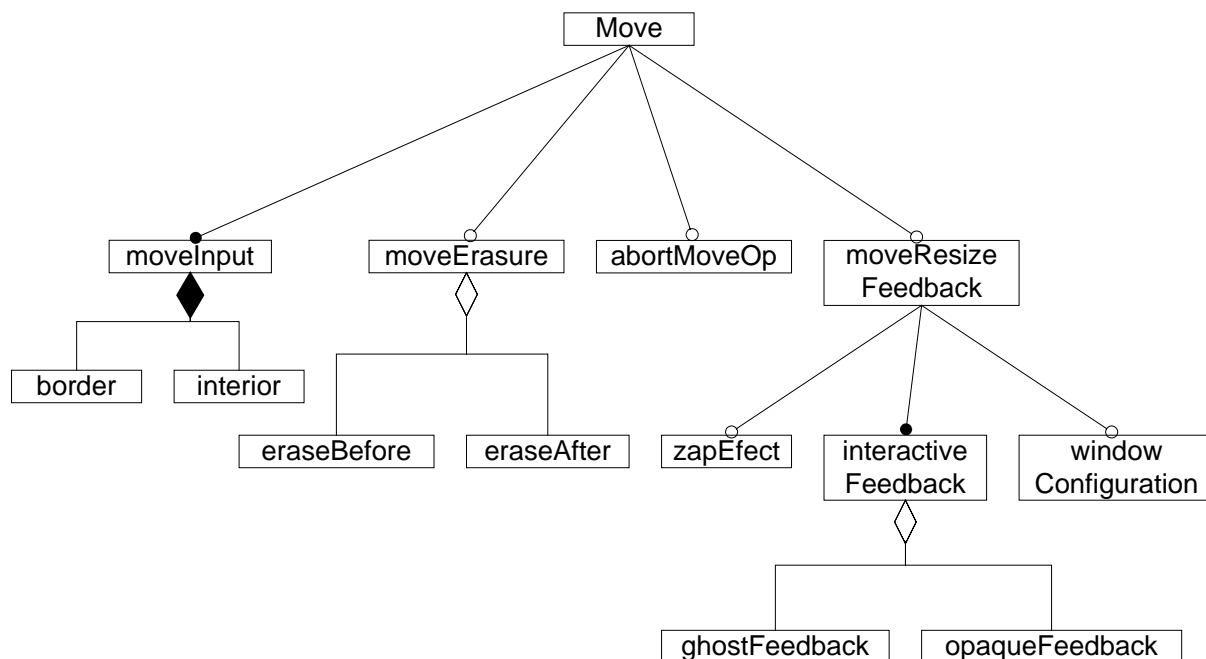 Move
moveInput
moveErasure
abortMoveOp
moveResize
Feedback
border
interior
eraseBefore
eraseAfter
zapEfect
interactive
Feedback
window
Configuration
ghostFeedback
opaqueFeedback